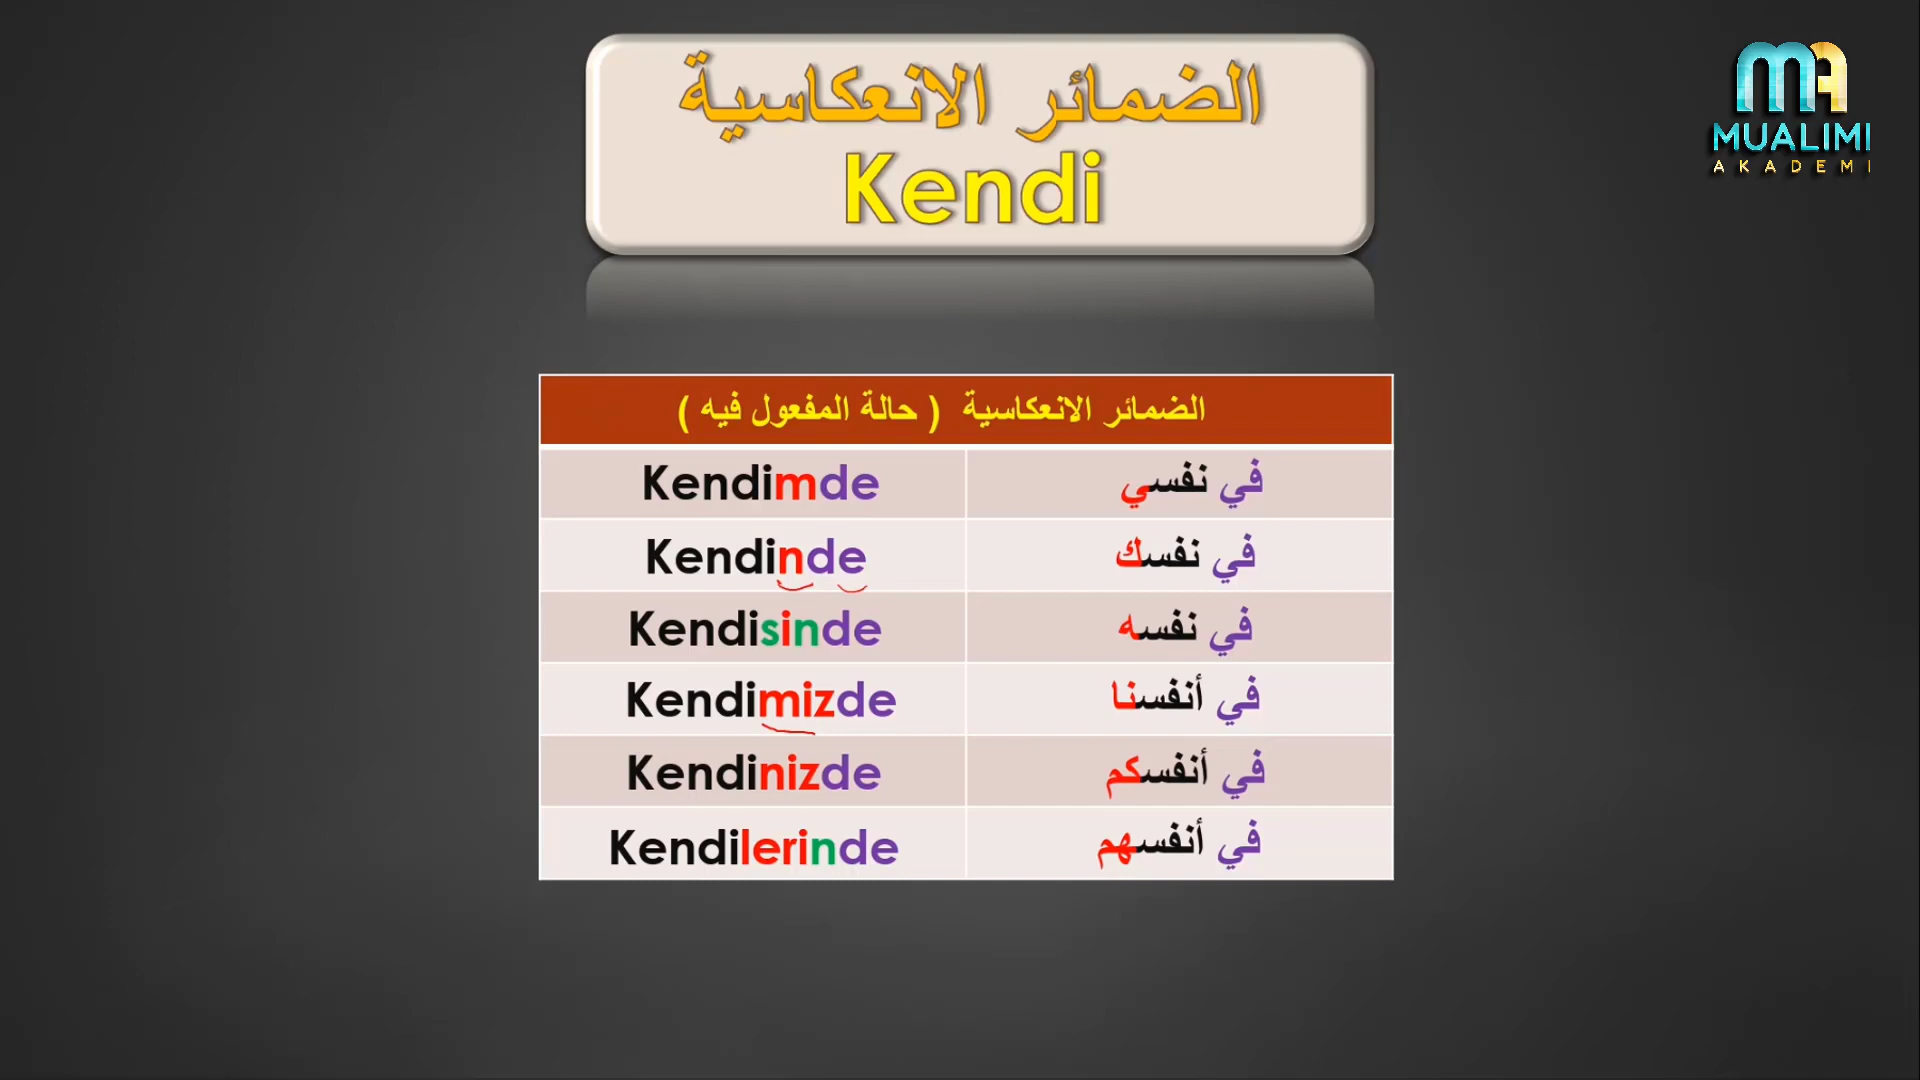 الضمائر الانعكاسية
Kendi
MA
MUALIMI
AKADEMI
الضمائر الانعكاسية ( حالة المفعول فيه )
Kendimde في نفسي
Kendinde في نفسك
Kendisinde في نفسه
Kendimizde في أنفسنا
Kendinizde في أنفسكم
Kendilerinde في أنفسهم